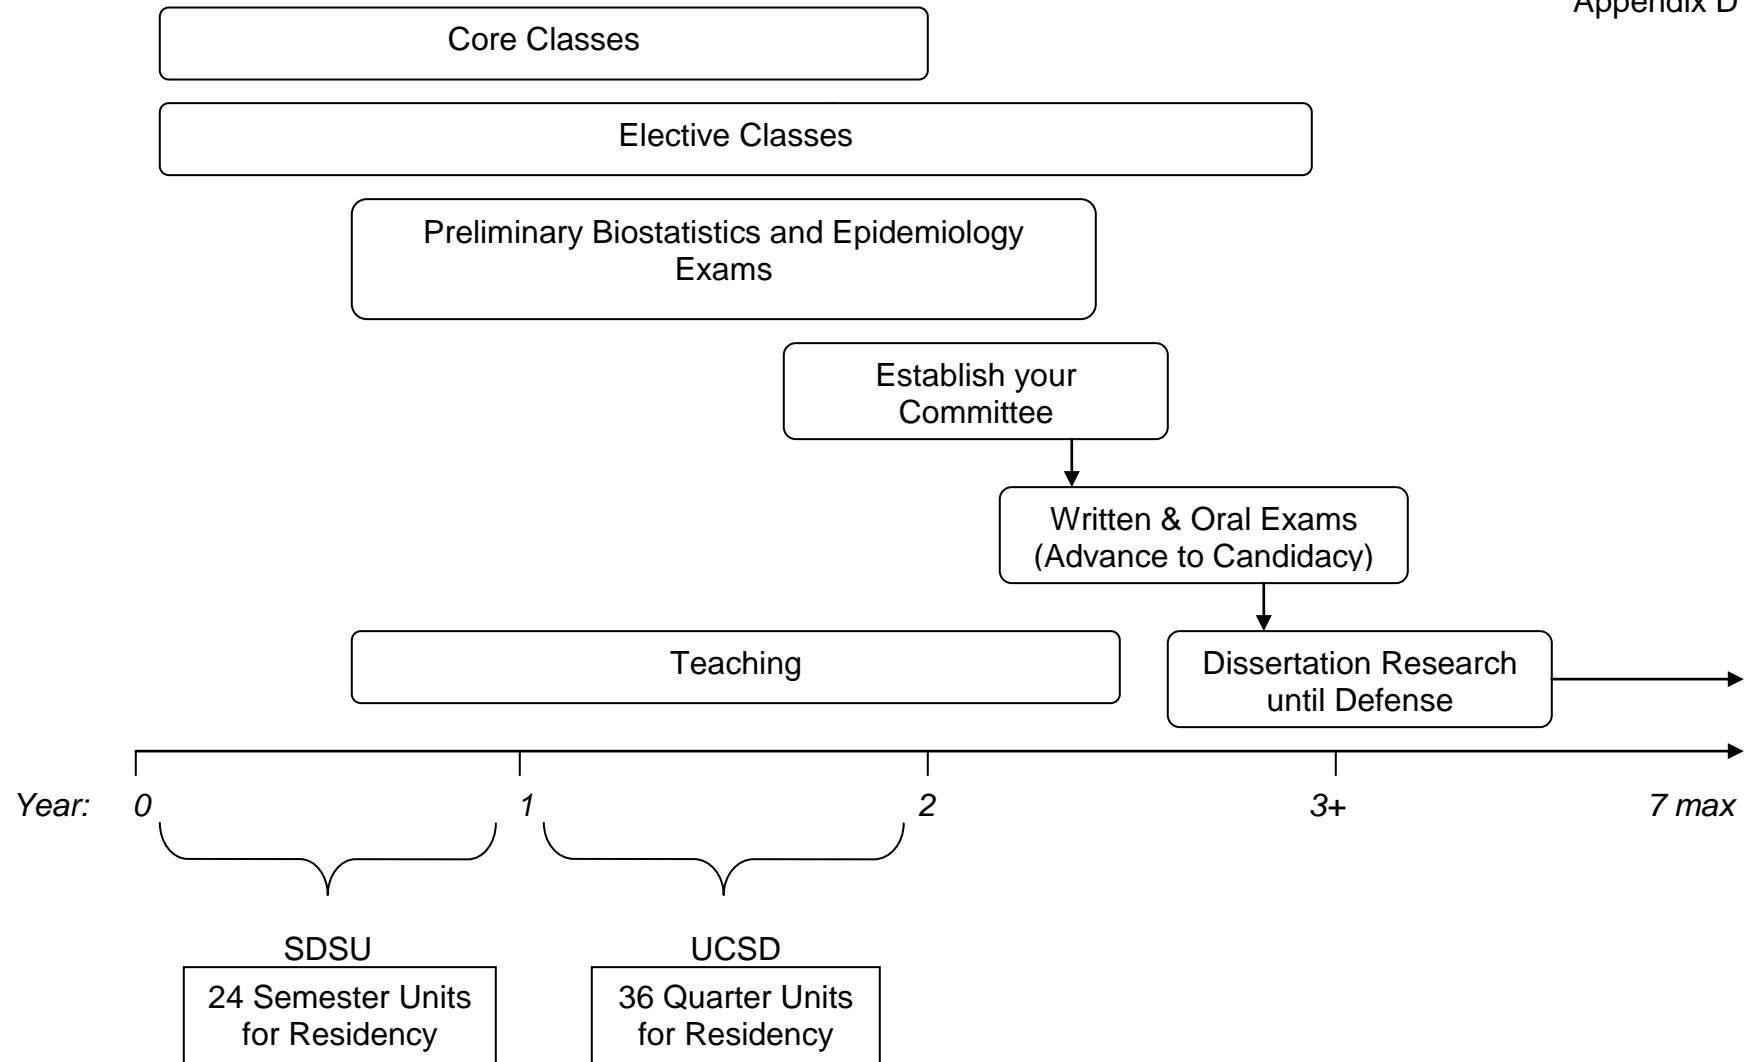 Appendix D
Core Classes
Elective Classes
Preliminary Biostatistics and Epidemiology
Exams
Establish your
Committee
Written & Oral Exams
(Advance to Candidacy)
Teaching
Dissertation Research
until Defense
Year: 0 1 2 3+ 7 max
SDSU
24 Semester Units
for Residency
UCSD
36 Quarter Units
for Residency